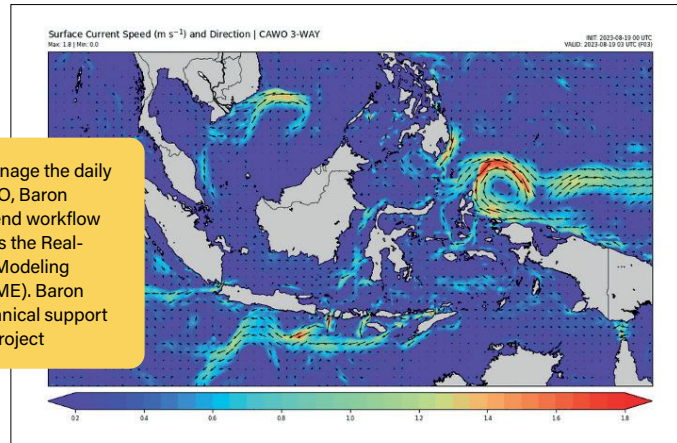 Surface Current Speed (m s⁻¹) and Direction | CAWO 3-WAY
Max: 1.8 | Min: 0.0
INIT: 2023-08-19 00 UTC
VALID: 2023-08-19 03 UTC (F03)
nage the daily
O, Baron
end workflow
s the Real-
Modeling
ME). Baron
nical support
roject
0.2 0.4 0.6 0.8 1.0 1.2 1.4 1.6 1.8